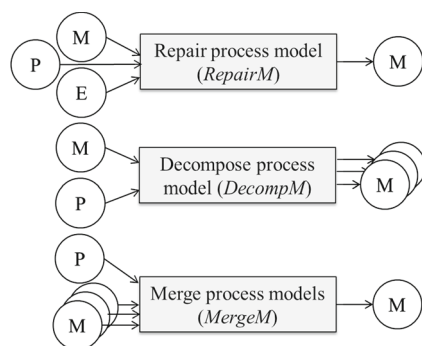 M
P
E
Repair process model
(RepairM)
M
M
P
Decompose process
model (DecompM)
M
P
M
Merge process models
(MergeM)
M